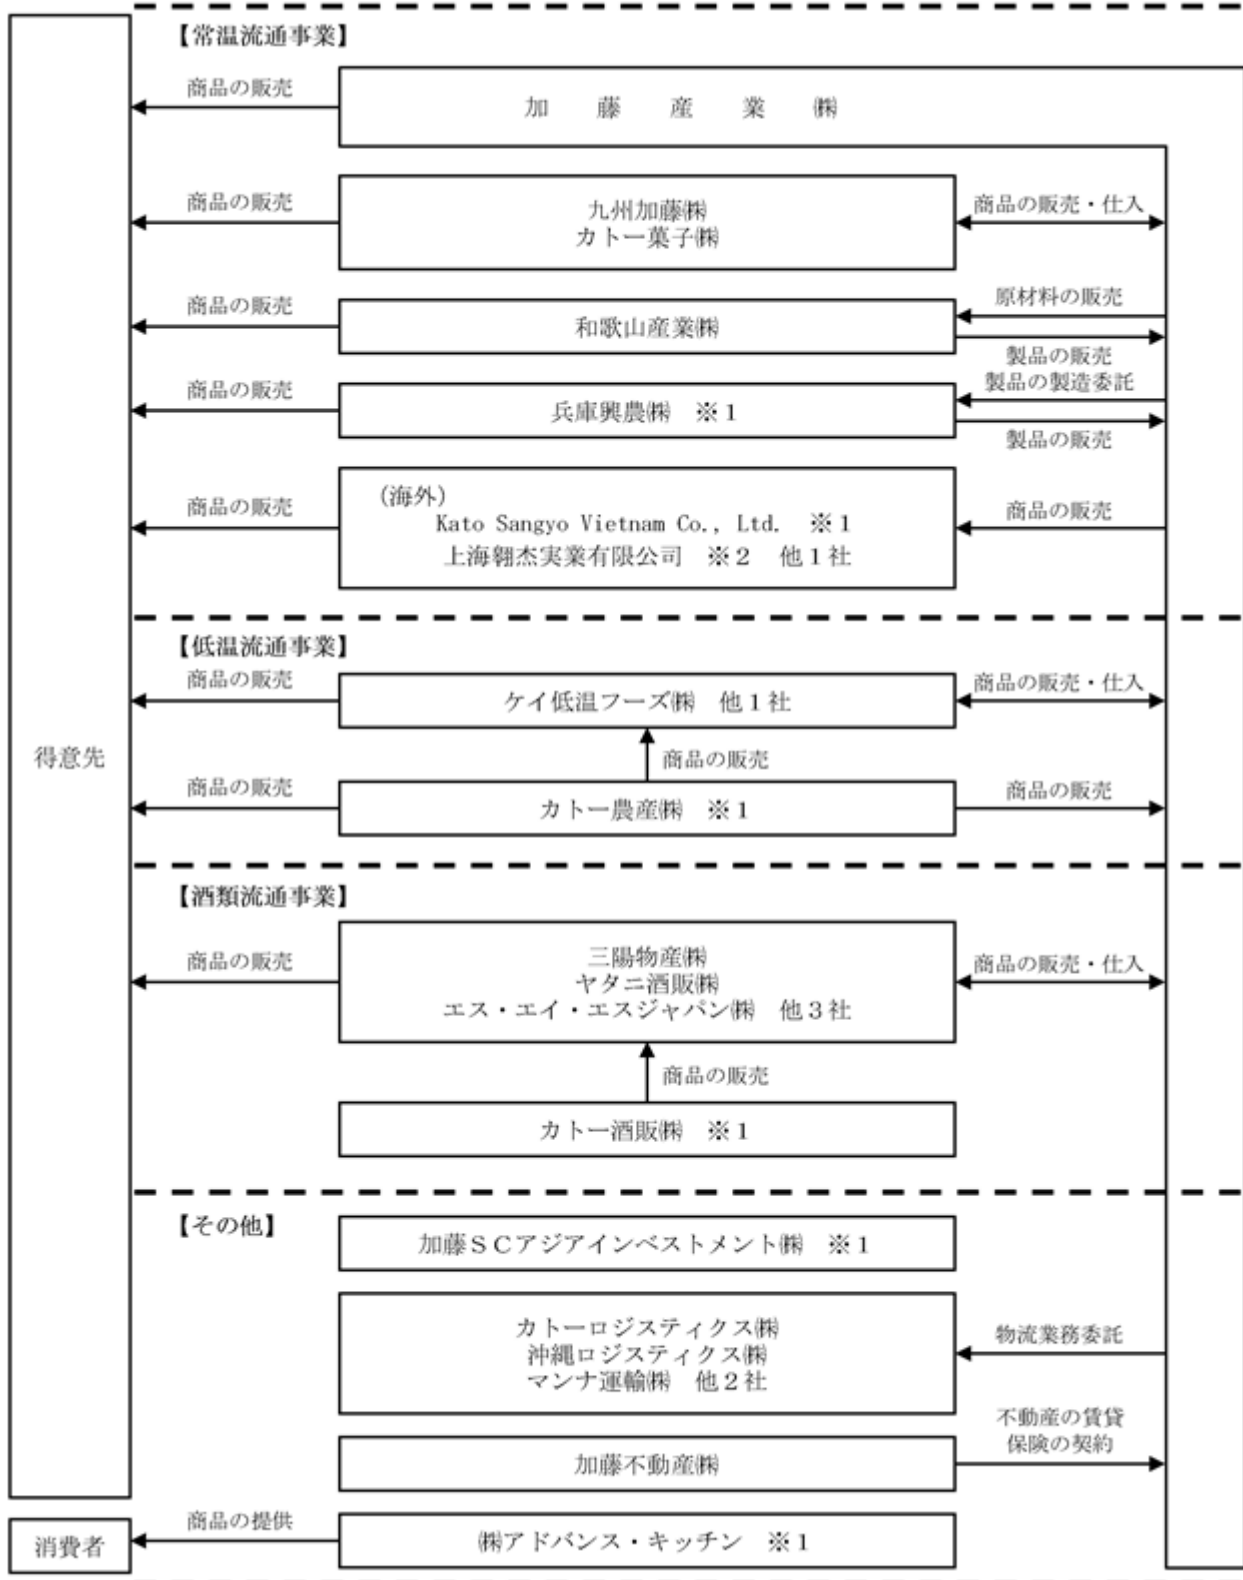 【常温流通事業】
商品の販売
加藤産業㈱
商品の販売
九州加藤㈱
カトー菓子㈱
商品の販売・仕入
商品の販売
和歌山産業㈱
原材料の販売
製品の販売
商品の販売
兵庫興農㈱　※１
製品の製造委託
製品の販売
商品の販売
（海外）
Kato Sangyo Vietnam Co., Ltd.　※１
上海翱杰実業有限公司　※２　他１社
商品の販売
【低温流通事業】
商品の販売
ケイ低温フーズ㈱　他１社
商品の販売・仕入
得意先
商品の販売
商品の販売
カトー農産㈱　※１
商品の販売
【酒類流通事業】
商品の販売
三陽物産㈱
ヤタニ酒販㈱
エス・エイ・エスジャパン㈱　他３社
商品の販売・仕入
商品の販売
カトー酒販㈱　※１
【その他】
加藤ＳＣアジアインベストメント㈱　※１
カトーロジスティクス㈱
沖縄ロジスティクス㈱
マンナ運輸㈱　他２社
物流業務委託
加藤不動産㈱
不動産の賃貸
保険の契約
消費者
商品の提供
㈱アドバンス・キッチン　※１